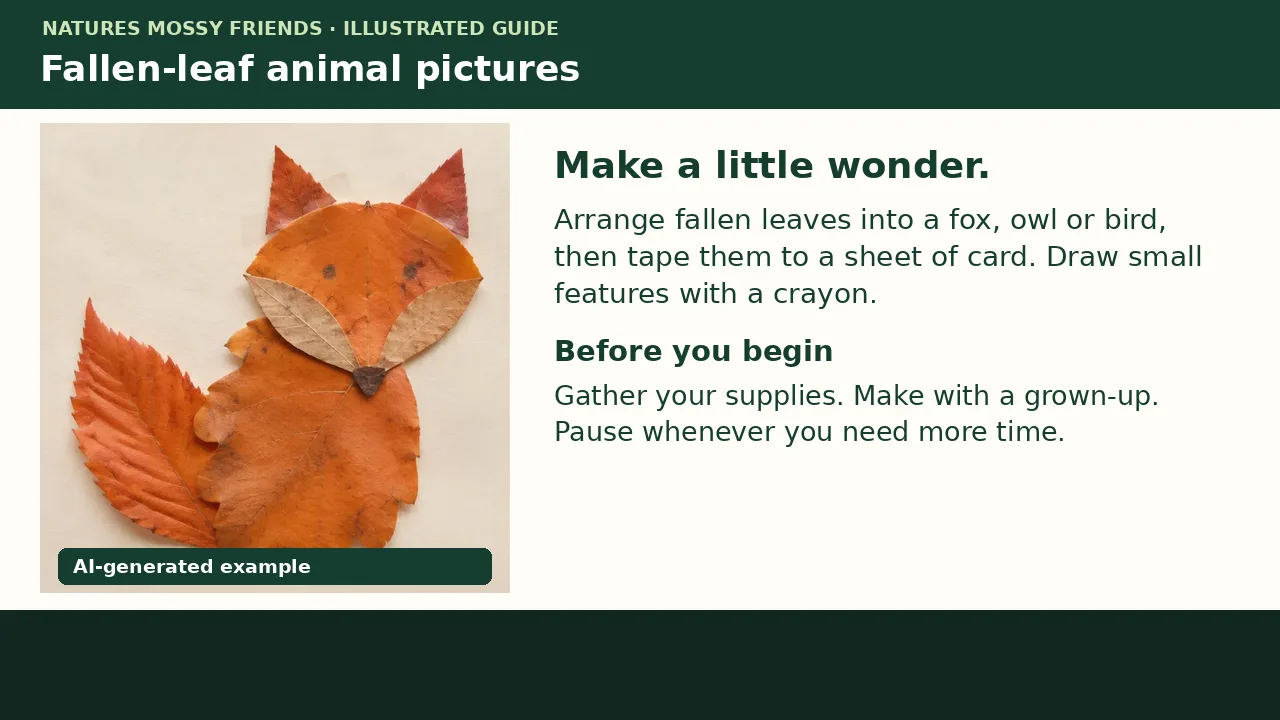 NATURES MOSSY FRIENDS · ILLUSTRATED GUIDE
Fallen-leaf animal pictures
Make a little wonder.
Arrange fallen leaves into a fox, owl or bird,
then tape them to a sheet of card. Draw small
features with a crayon.
Before you begin
Gather your supplies. Make with a grown-up.
Pause whenever you need more time.
AI-generated example